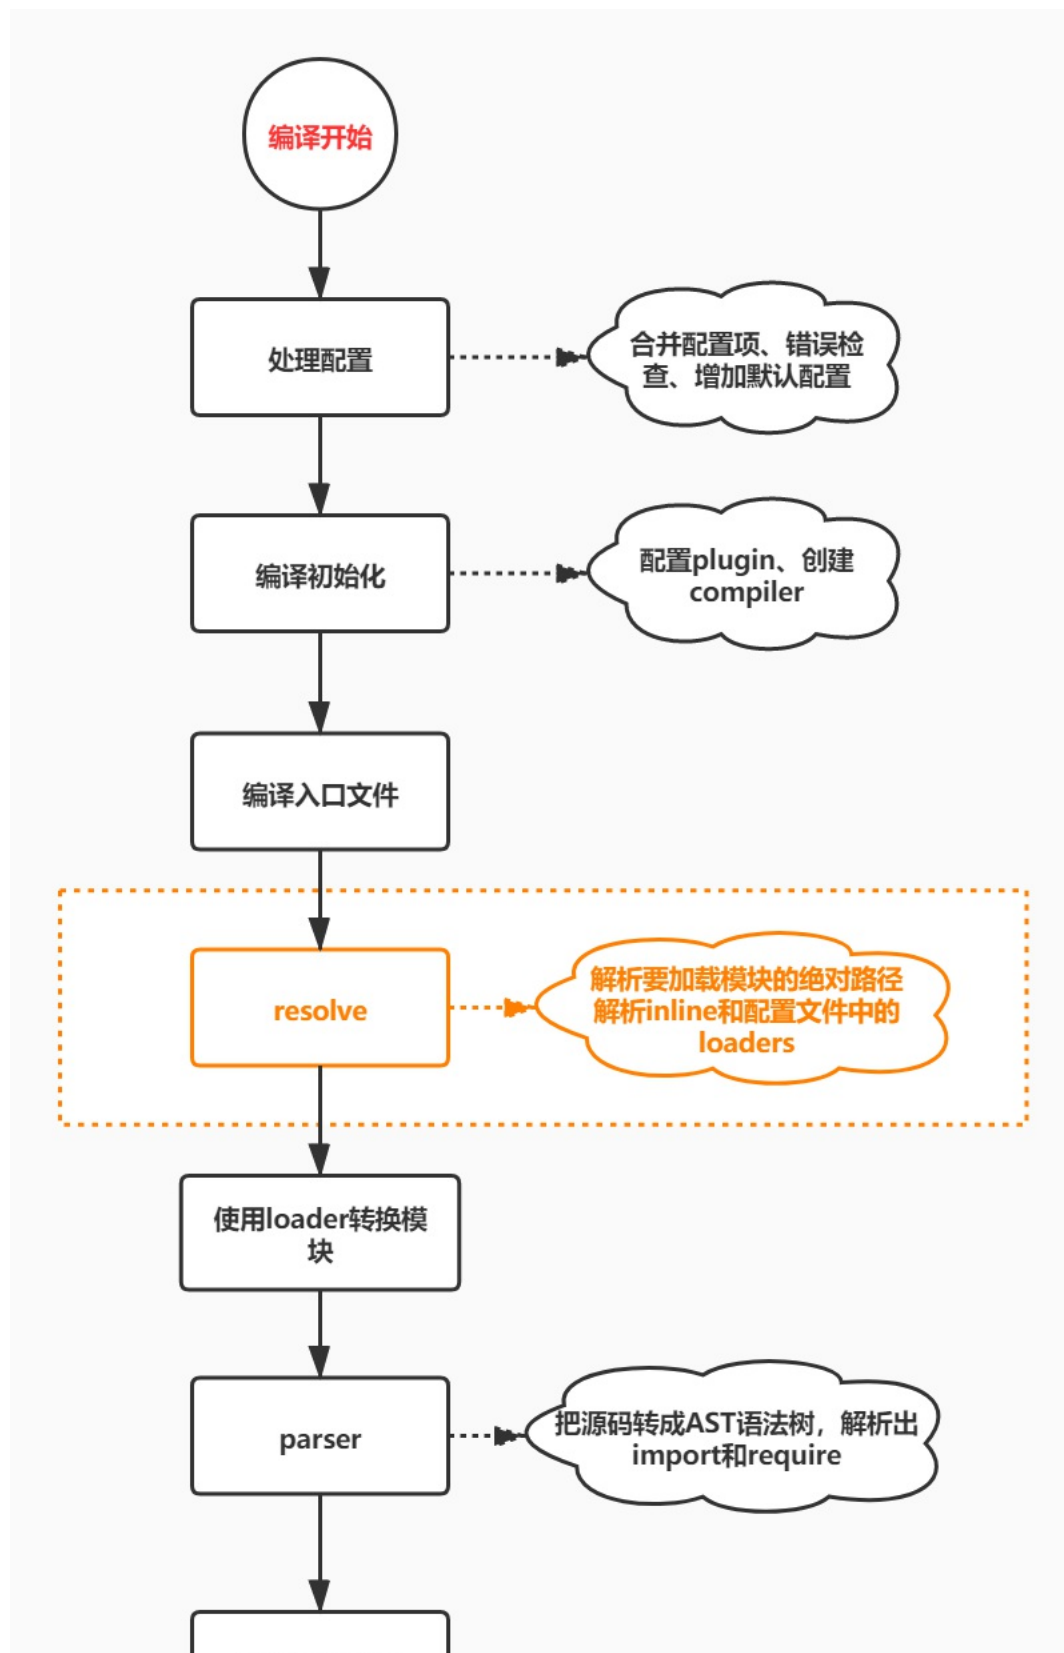 编译开始
处理配置
合并配置项、错误检
查、增加默认配置
编译初始化
配置plugin、创建
compiler
编译入口文件
resolve
解析要加载模块的绝对路径
解析inline和配置文件中的
loaders
使用loader转换模
块
parser
把源码转成AST语法树，解析出
import和require